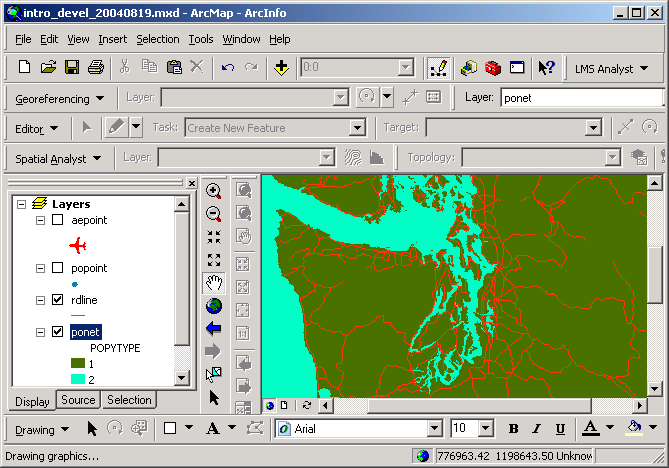 intro_devel_20040819.mxd - ArcMap - ArcInfo
File Edit View Insert Selection Tools Window Help
0:0 LMS Analyst
Georeferencing Layer: Layer: ponet
Editor Task: Create New Feature Target:
Spatial Analyst Layer: Topology:
Layers
aepoint
popoint
rdline
ponet
POPYTYPE
1
2
1:1
Display Source Selection
Drawing A Arial 10 B I U A
Drawing graphics... 776963.42 1198643.50 Unknow